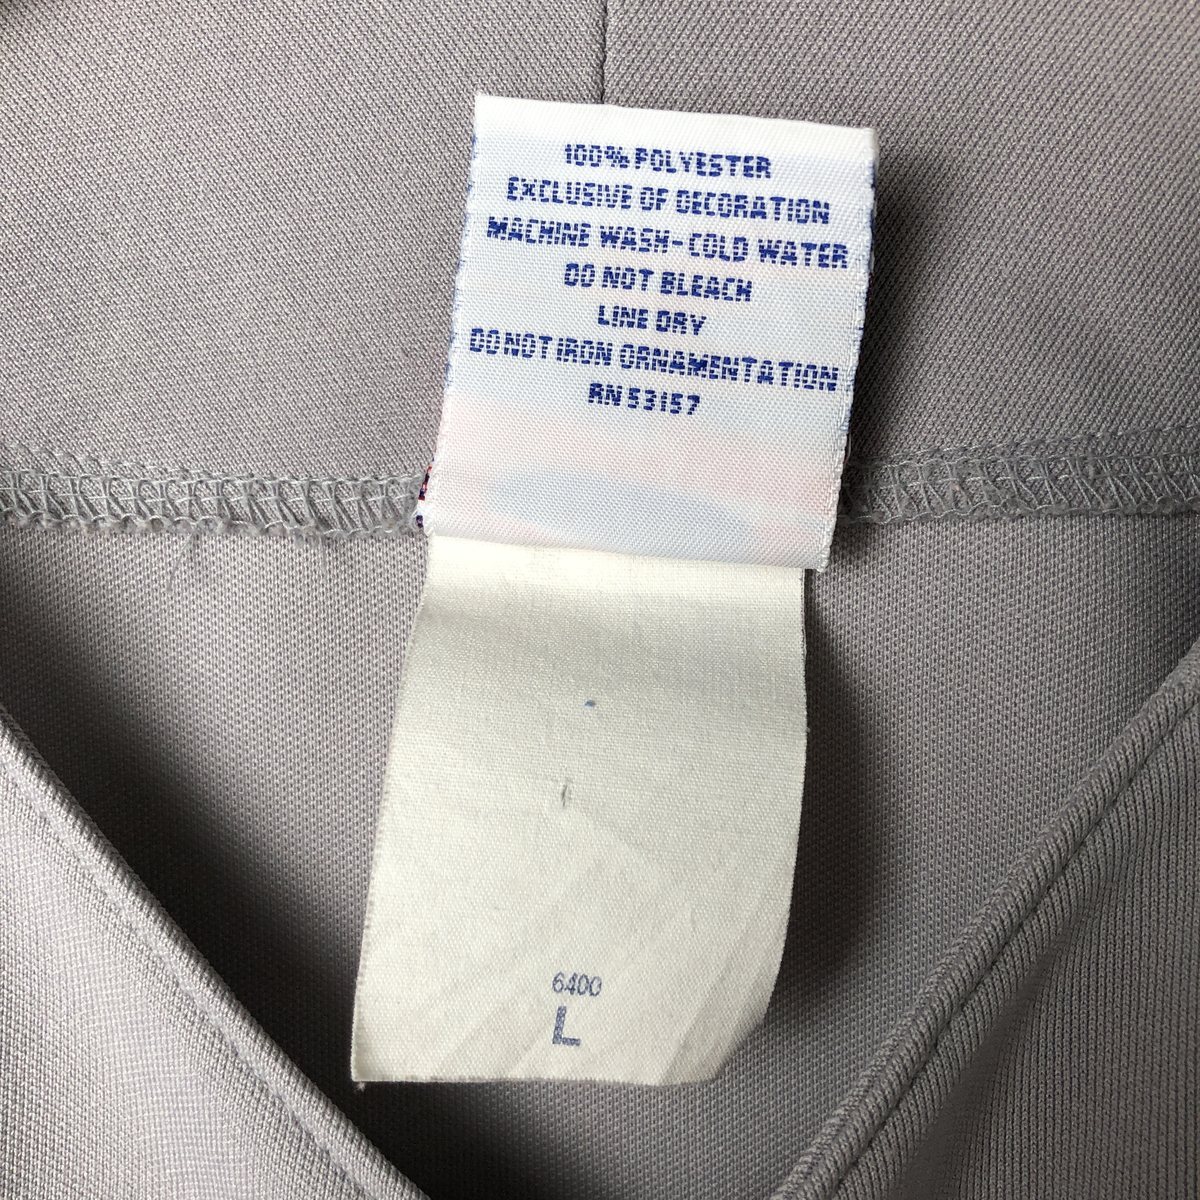 100% POLYESTER
EXCLUSIVE OF DECORATION
MACHINE WASH-COLD WATER
DO NOT BLEACH
LINE DRY
DO NOT IRON ORNAMENTATION
RN 53157
6400
L